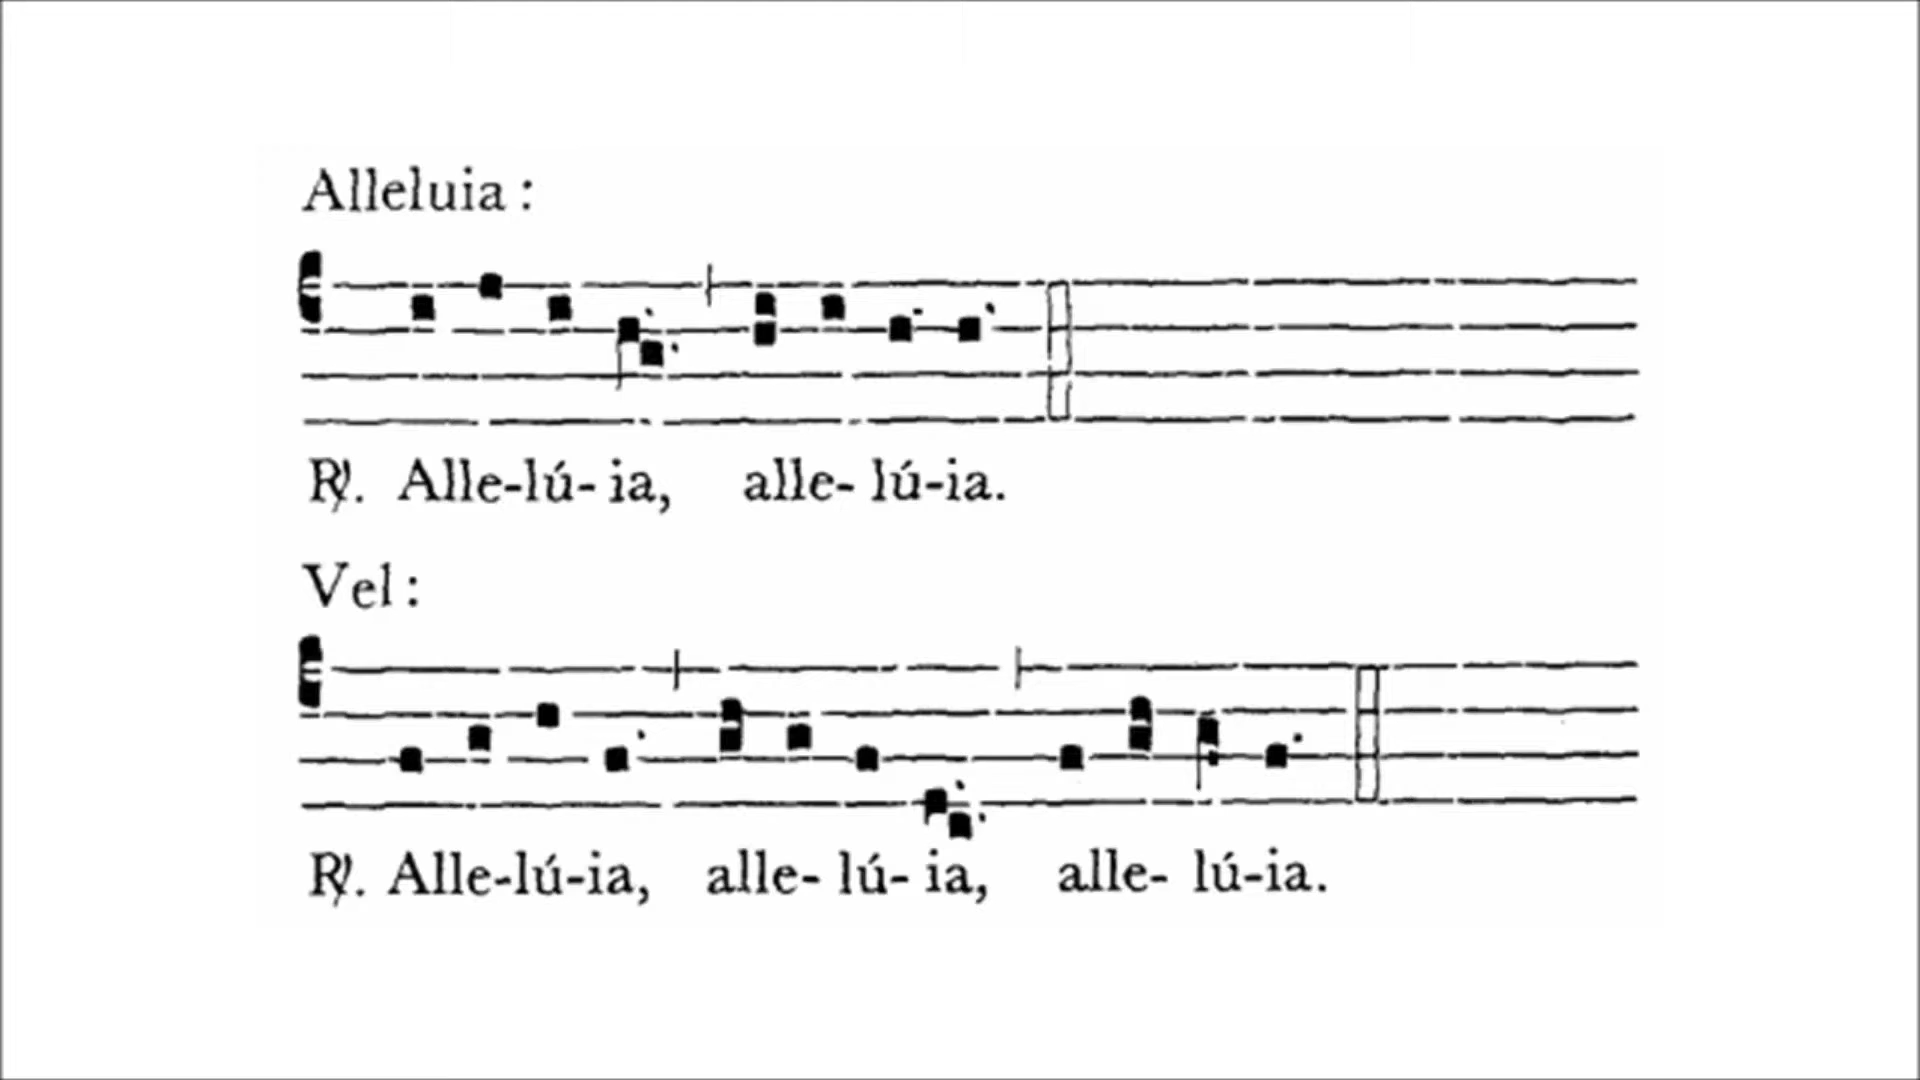 Alleluia :
℟. Alle-lú- ia, alle- lú-ia.
Vel :
℟. Alle-lú-ia, alle- lú- ia, alle- lú-ia.